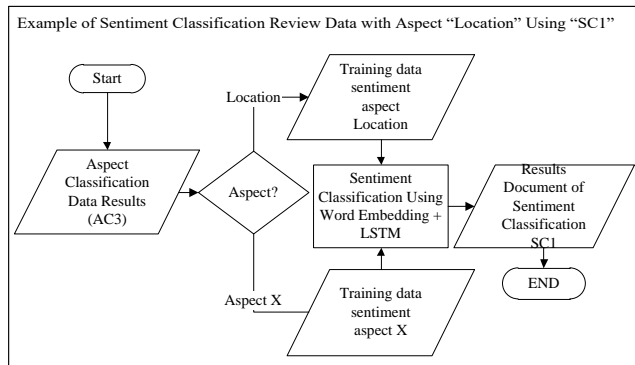 Example of Sentiment Classification Review Data with Aspect “Location” Using “SC1”
Start
Location
Training data
sentiment
aspect
Location
Aspect
Classification
Data Results
(AC3)
Aspect?
Sentiment
Classification Using
Word Embedding +
LSTM
Results
Document of
Sentiment
Classification
SC1
Aspect X
Training data
sentiment
aspect X
END